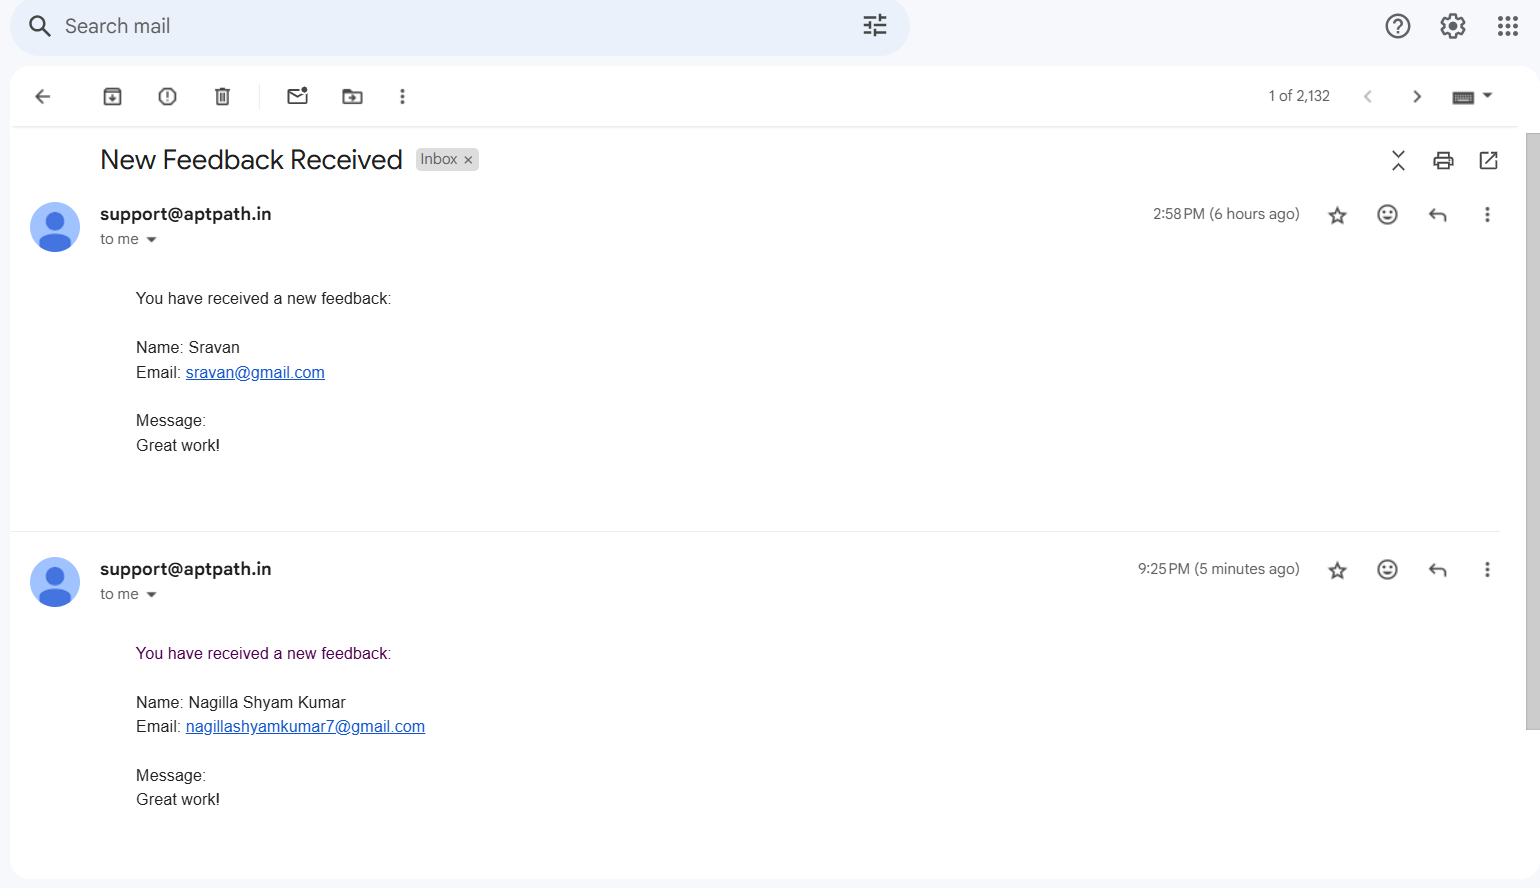 Search mail
1 of 2,132
New Feedback Received Inbox ×
support@aptpath.in 2:58 PM (6 hours ago)
to me
You have received a new feedback:
Name: Sravan
Email: sravan@gmail.com
Message:
Great work!
support@aptpath.in 9:25 PM (5 minutes ago)
to me
You have received a new feedback:
Name: Nagilla Shyam Kumar
Email: nagillashyamkumar7@gmail.com
Message:
Great work!